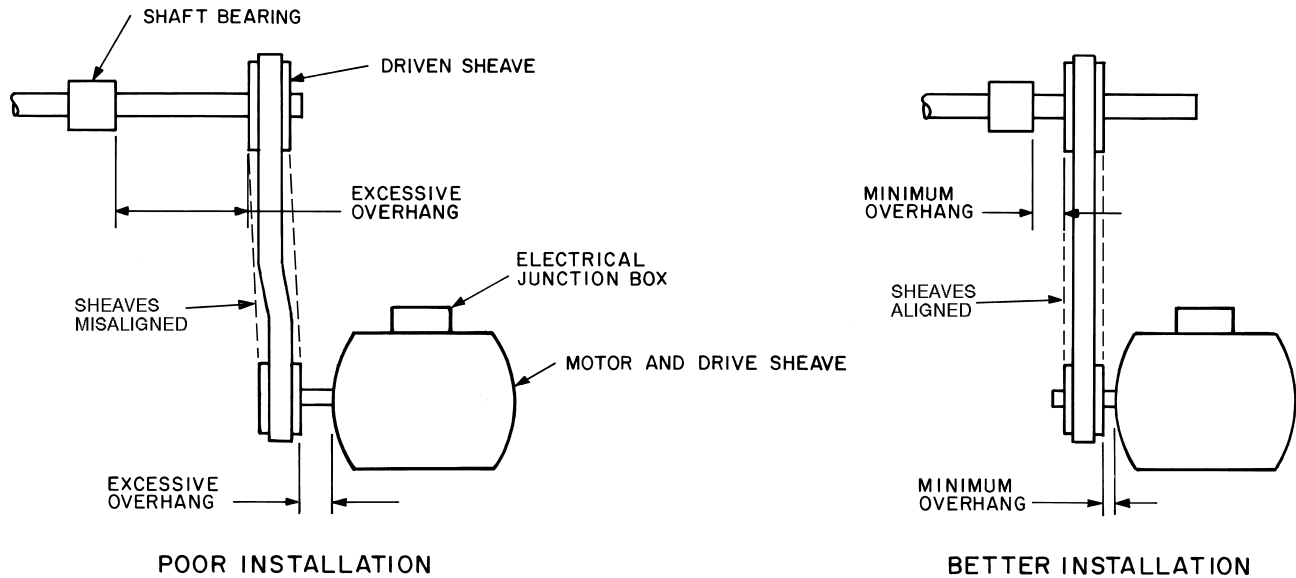 SHAFT BEARING
DRIVEN SHEAVE
EXCESSIVE
OVERHANG
ELECTRICAL
JUNCTION BOX
SHEAVES
MISALIGNED
MOTOR AND DRIVE SHEAVE
EXCESSIVE
OVERHANG
POOR INSTALLATION
MINIMUM
OVERHANG
SHEAVES
ALIGNED
MINIMUM
OVERHANG
BETTER INSTALLATION